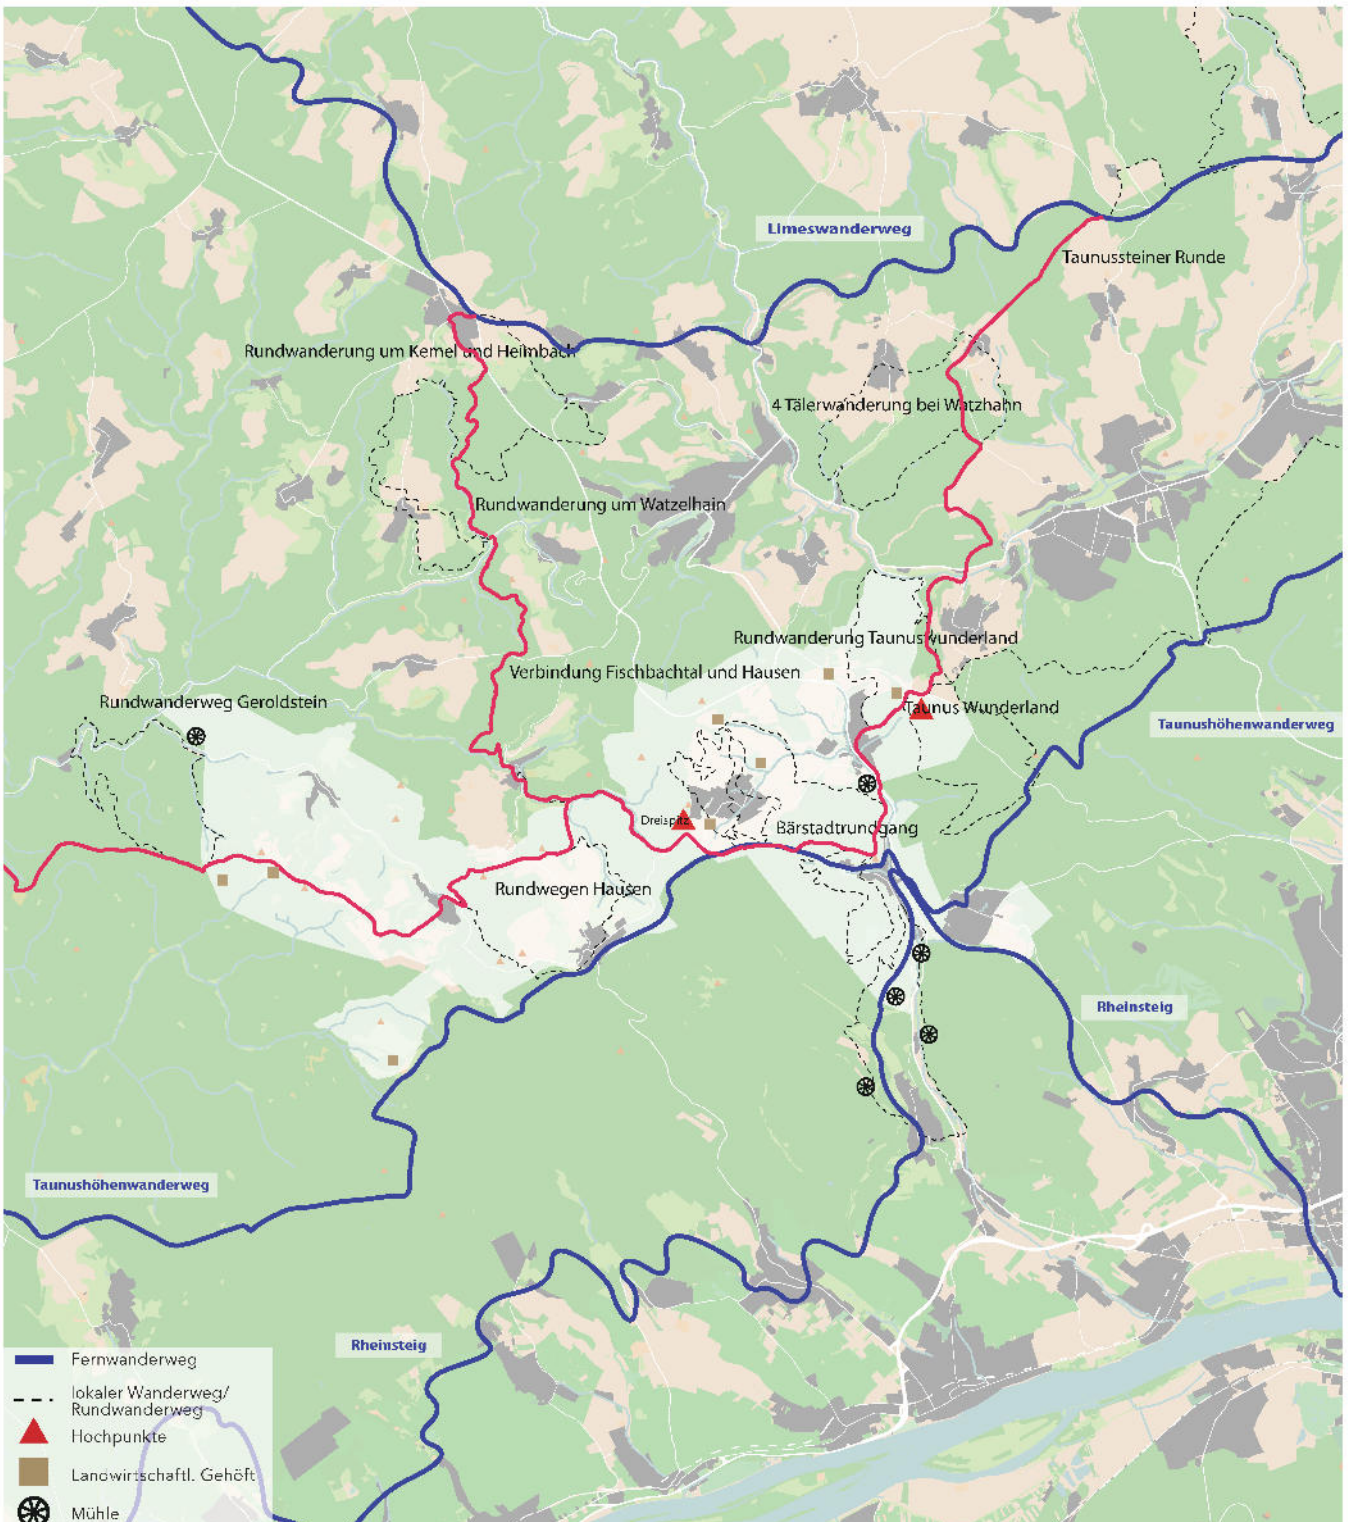 Limeswanderweg
Taunussteiner Runde
Rundwanderung um Kemel und Heimbach
4 Tälerwanderung bei Watzhahn
Rundwanderung um Watzelhain
Rundwanderung Taunus Wunderland
Verbindung Fischbachtal und Hausen
Rundwanderweg Geroldstein
Taunus Wunderland
Taunushöhenwanderweg
Dreispitz
Bärstadtrundgang
Rundwegen Hausen
Rheinsteig
Taunushöhenwanderweg
Rheinsteig
Fernwanderweg
lokaler Wanderweg/
Rundwanderweg
Hochpunkte
Landwirtschaftl. Gehöft
Mühle